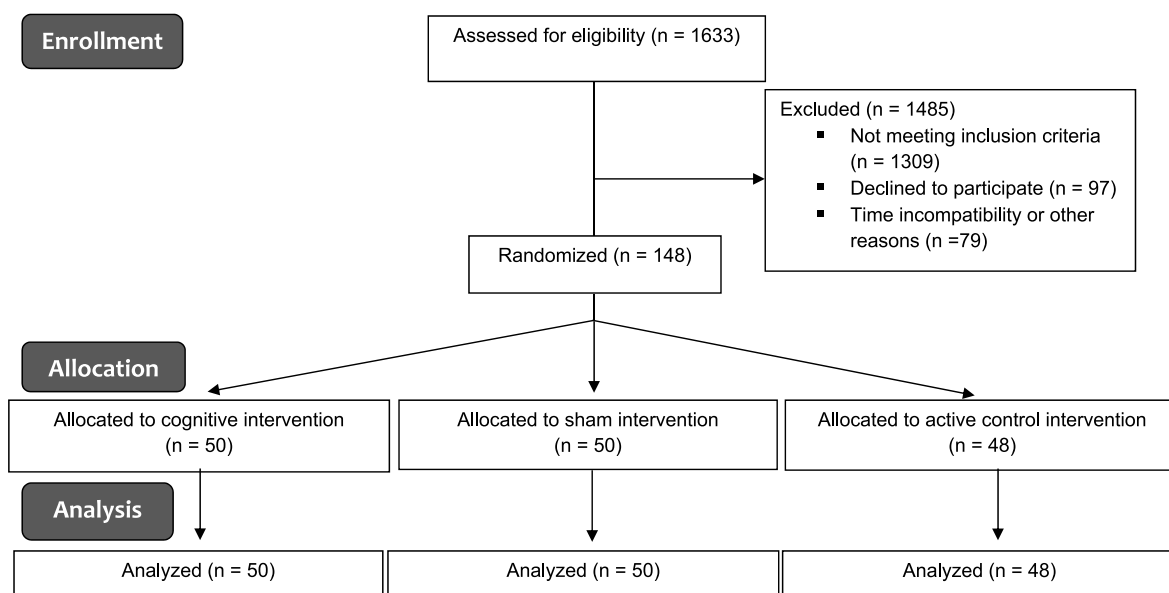 Enrollment
Assessed for eligibility (n = 1633)
Excluded (n = 1485)
▪ Not meeting inclusion criteria
(n = 1309)
▪ Declined to participate (n = 97)
▪ Time incompatibility or other
reasons (n =79)
Randomized (n = 148)
Allocation
Allocated to cognitive intervention
(n = 50)
Allocated to sham intervention
(n = 50)
Allocated to active control intervention
(n = 48)
Analysis
Analyzed (n = 50)
Analyzed (n = 50)
Analyzed (n = 48)